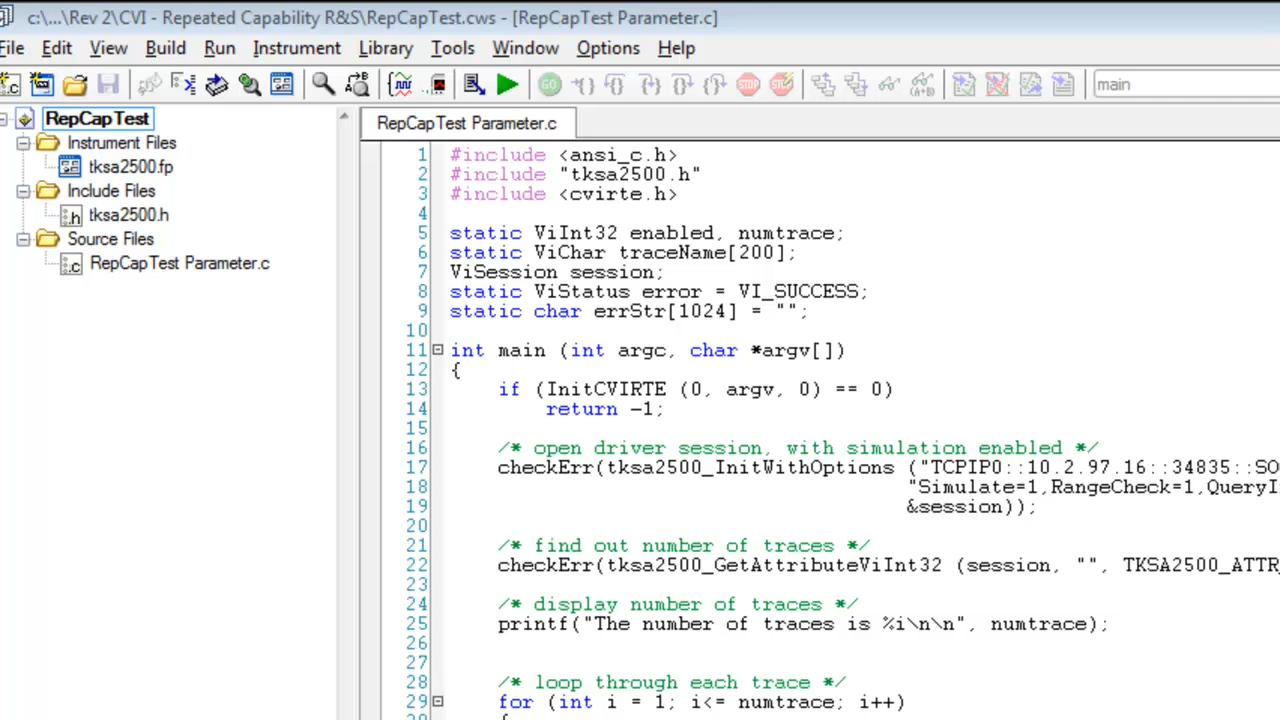 c:\...\Rev 2\CVI - Repeated Capability R&S\RepCapTest.cws - [RepCapTest Parameter.c]
File Edit View Build Run Instrument Library Tools Window Options Help
main
RepCapTest
Instrument Files
tksa2500.fp
Include Files
tksa2500.h
Source Files
RepCapTest Parameter.c
RepCapTest Parameter.c
1 #include <ansi_c.h>
2 #include "tksa2500.h"
3 #include <cvirte.h>
4
5 static ViInt32 enabled, numtrace;
6 static ViChar traceName[200];
7 ViSession session;
8 static ViStatus error = VI_SUCCESS;
9 static char errStr[1024] = "";
10
11 int main (int argc, char *argv[])
12 {
13 if (InitCVIRTE (0, argv, 0) == 0)
14 return -1;
15
16 /* open driver session, with simulation enabled */
17 checkErr(tksa2500_InitWithOptions ("TCPIP0::10.2.97.16::34835::SO
18 "Simulate=1,RangeCheck=1,QueryI
19 &session));
20
21 /* find out number of traces */
22 checkErr(tksa2500_GetAttributeViInt32 (session, "", TKSA2500_ATTR
23
24 /* display number of traces */
25 printf("The number of traces is %i\n\n", numtrace);
26
27
28 /* loop through each trace */
29 for (int i = 1; i<= numtrace; i++)